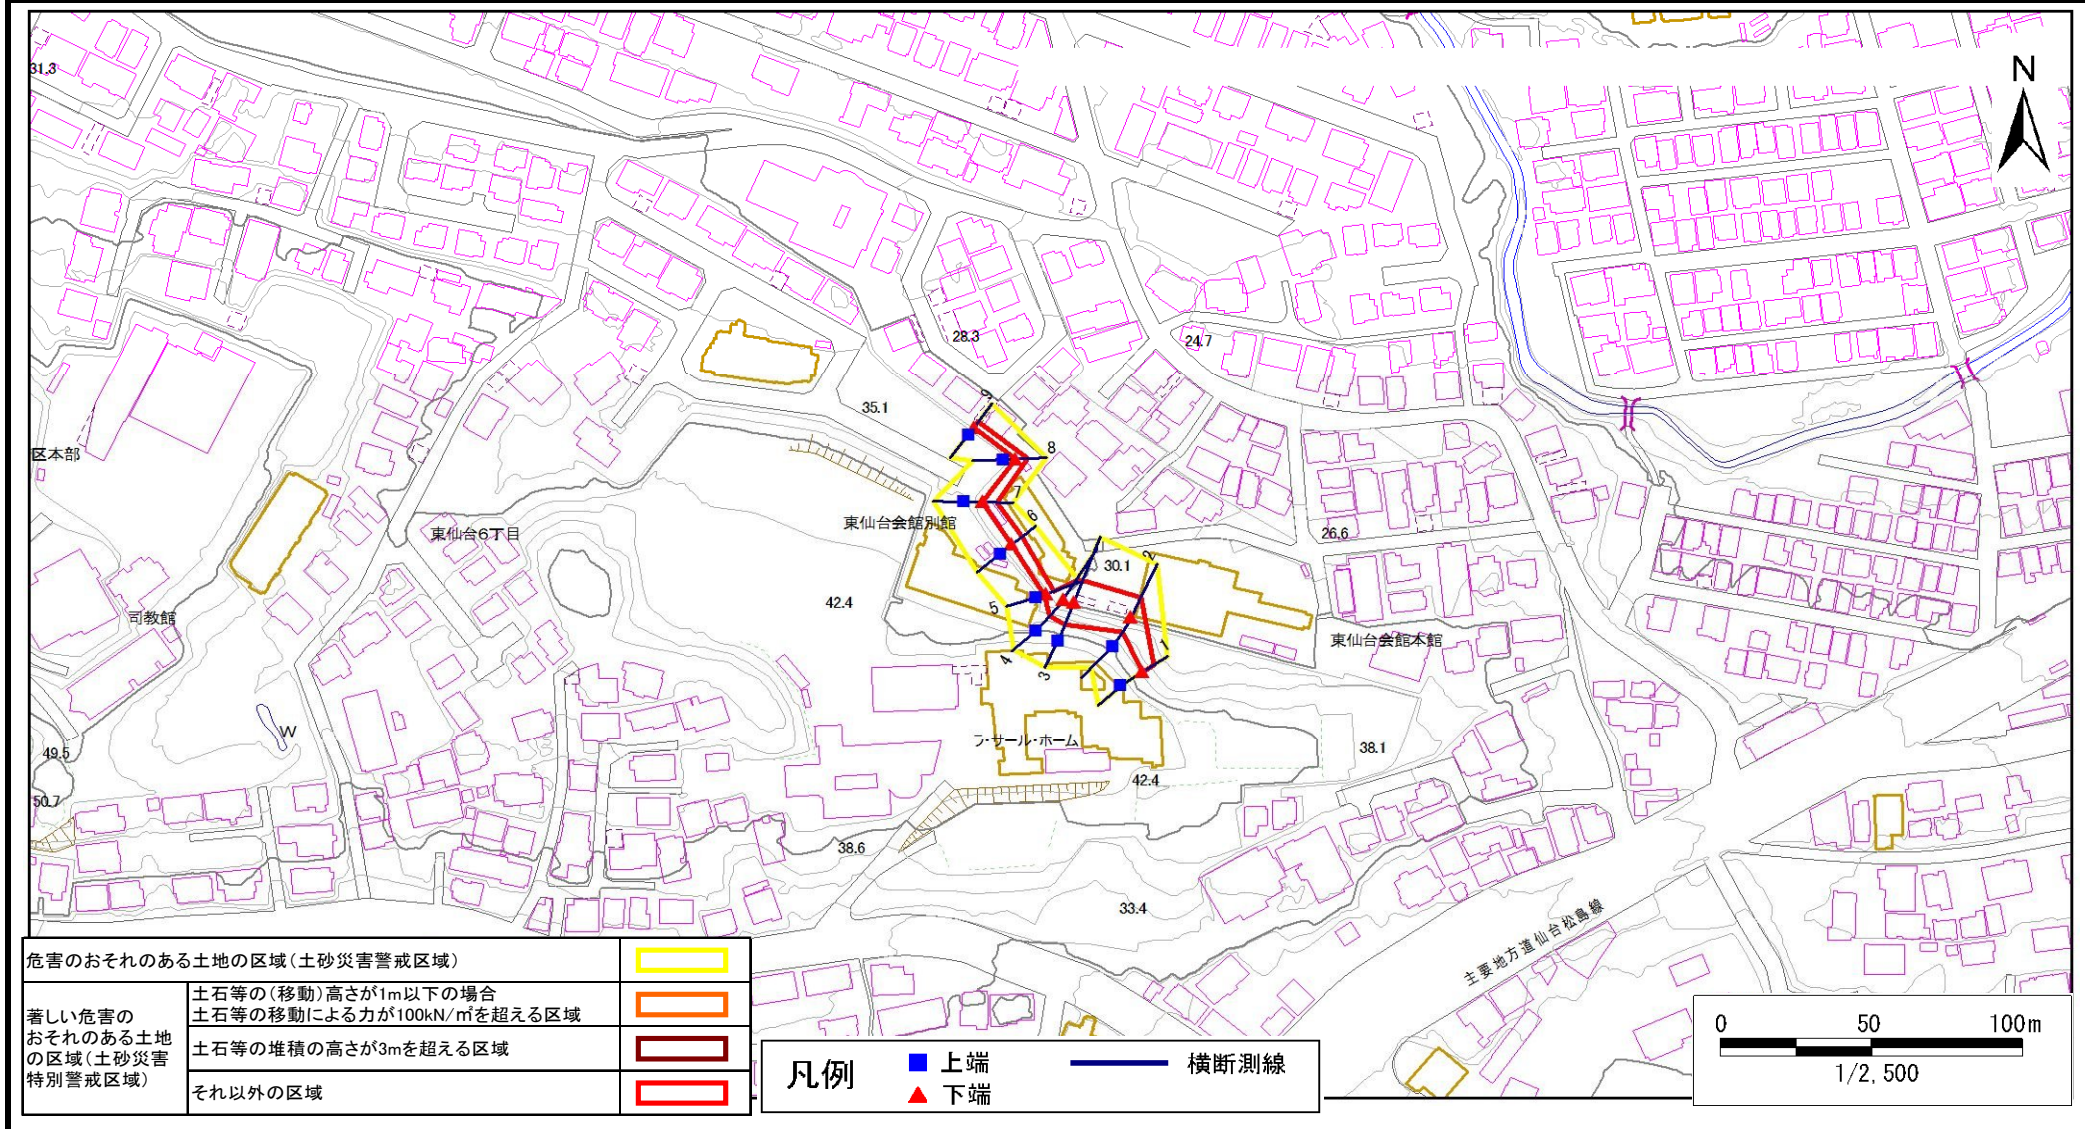 31.3
N
28.3
24.7
35.1
9
8
区本部
7
東仙台会館別館
6
東仙台6丁目
26.6
30.1
2
42.4
5
司教館
東仙台会館本館
1
4
3
W
ラ・サール・ホーム
49.5
38.1
42.4
50.7
38.6
33.4
主要地方道仙台松島線
危害のおそれのある土地の区域(土砂災害警戒区域)
著しい危害の
おそれのある土地
の区域(土砂災害
特別警戒区域)
土石等の(移動)高さが1m以下の場合
土石等の移動による力が100kN/㎡を超える区域
土石等の堆積の高さが3mを超える区域
それ以外の区域
凡例
上端
下端
横断測線
0 50 100m
1/2,500